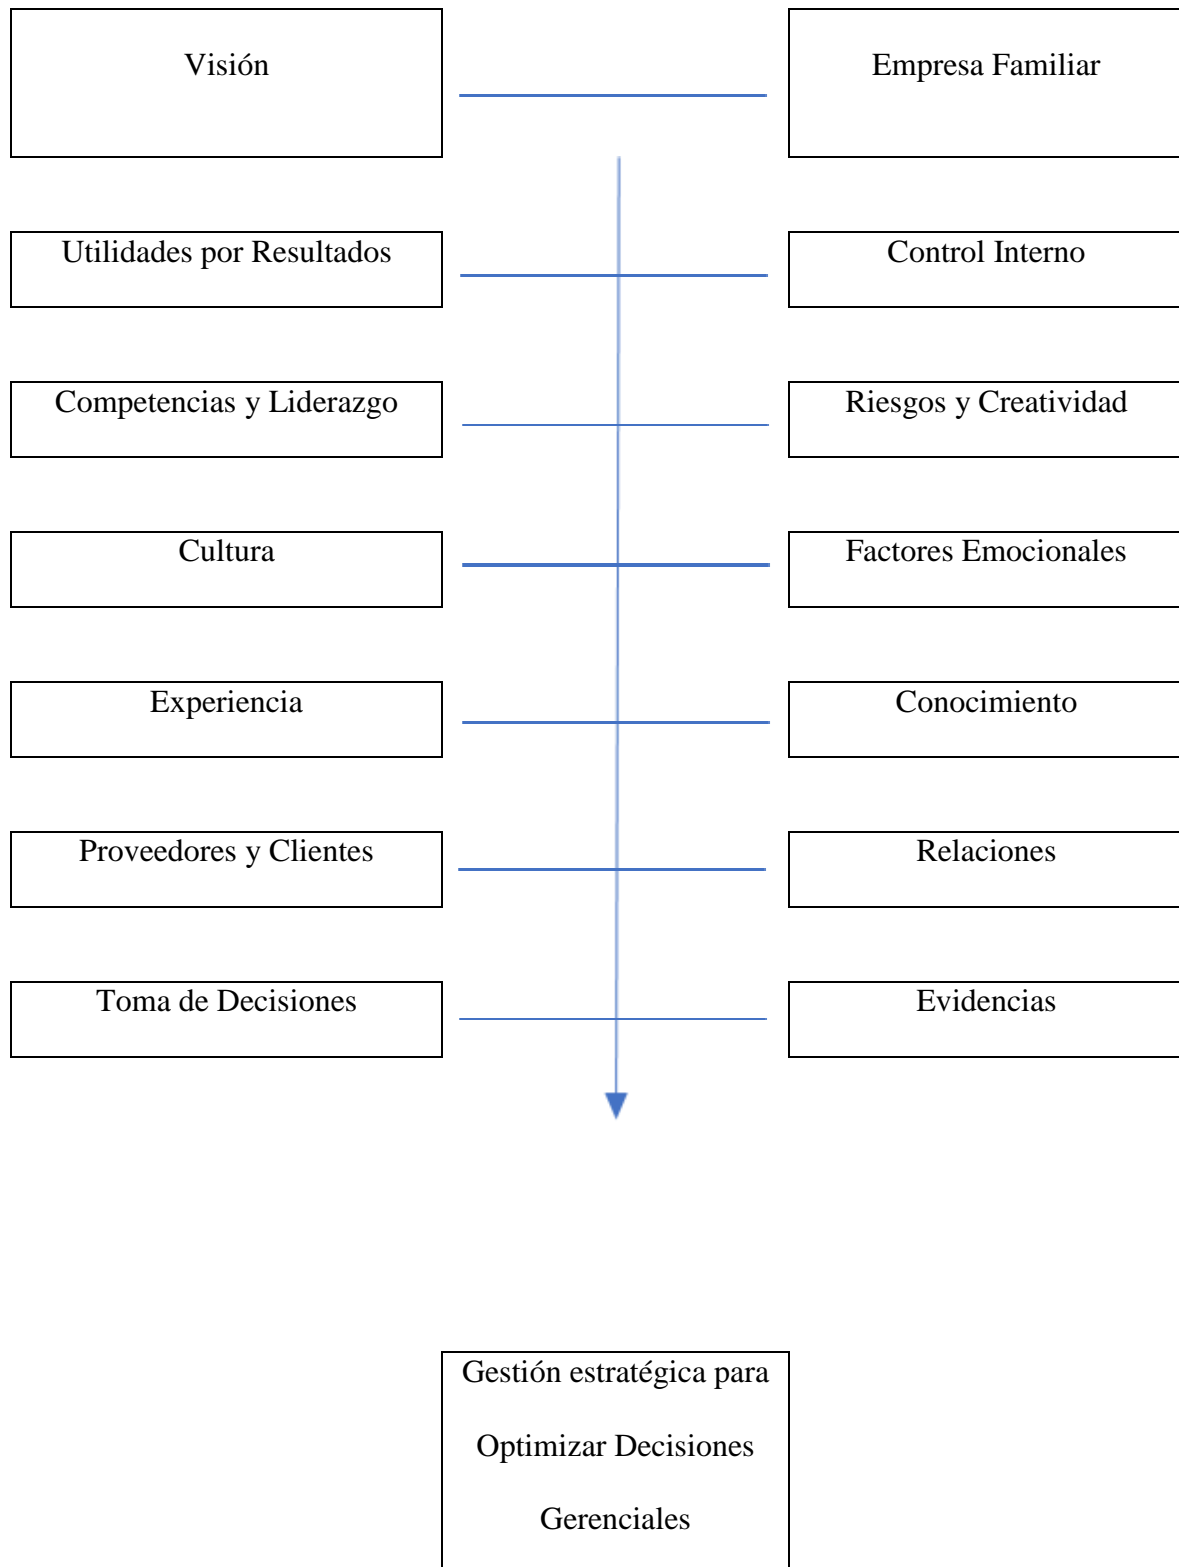 Visión
Empresa Familiar
Utilidades por Resultados
Control Interno
Competencias y Liderazgo
Riesgos y Creatividad
Cultura
Factores Emocionales
Experiencia
Conocimiento
Proveedores y Clientes
Relaciones
Toma de Decisiones
Evidencias
Gestión estratégica para
Optimizar Decisiones
Gerenciales